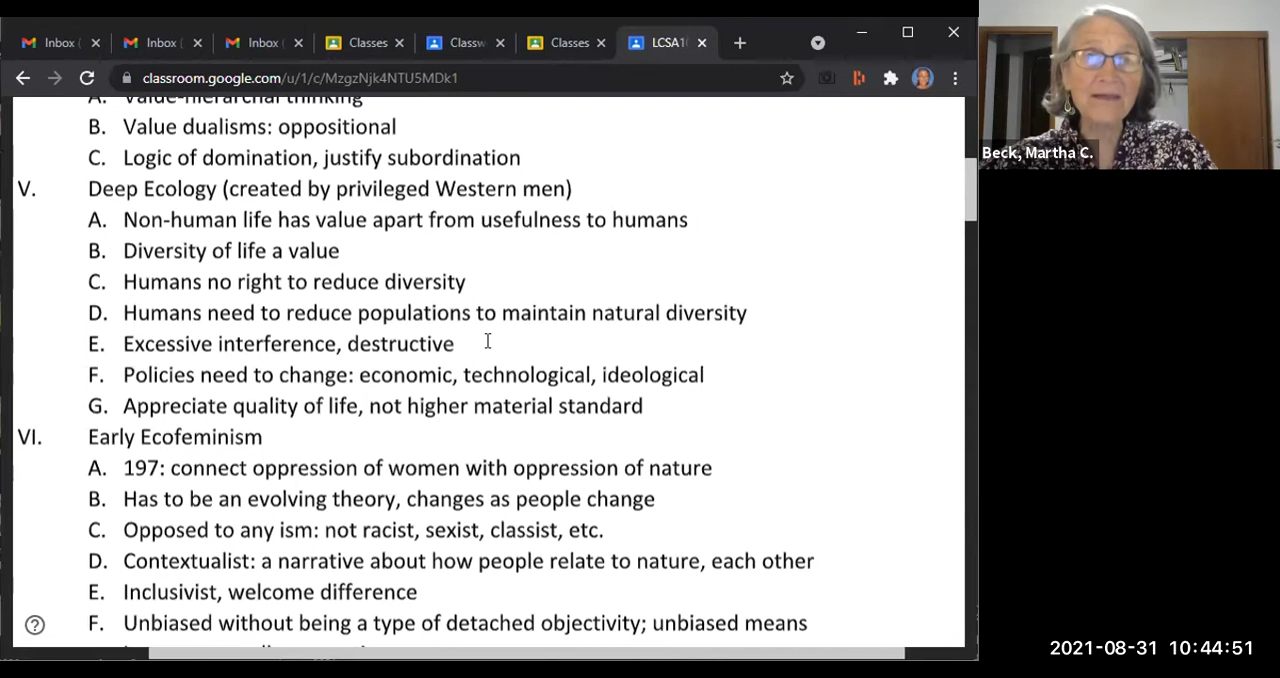 Inbox (
Inbox (
Inbox (
Classes
Classw
Classes
LCSA1
classroom.google.com/u/1/c/MzgzNjk4NTU5MDk1
A. Value-hierarchal thinking
B. Value dualisms: oppositional
C. Logic of domination, justify subordination
V. Deep Ecology (created by privileged Western men)
A. Non-human life has value apart from usefulness to humans
B. Diversity of life a value
C. Humans no right to reduce diversity
D. Humans need to reduce populations to maintain natural diversity
E. Excessive interference, destructive
F. Policies need to change: economic, technological, ideological
G. Appreciate quality of life, not higher material standard
VI. Early Ecofeminism
A. 197: connect oppression of women with oppression of nature
B. Has to be an evolving theory, changes as people change
C. Opposed to any ism: not racist, sexist, classist, etc.
D. Contextualist: a narrative about how people relate to nature, each other
E. Inclusivist, welcome difference
F. Unbiased without being a type of detached objectivity; unbiased means
Beck, Martha C.
2021-08-31 10:44:51